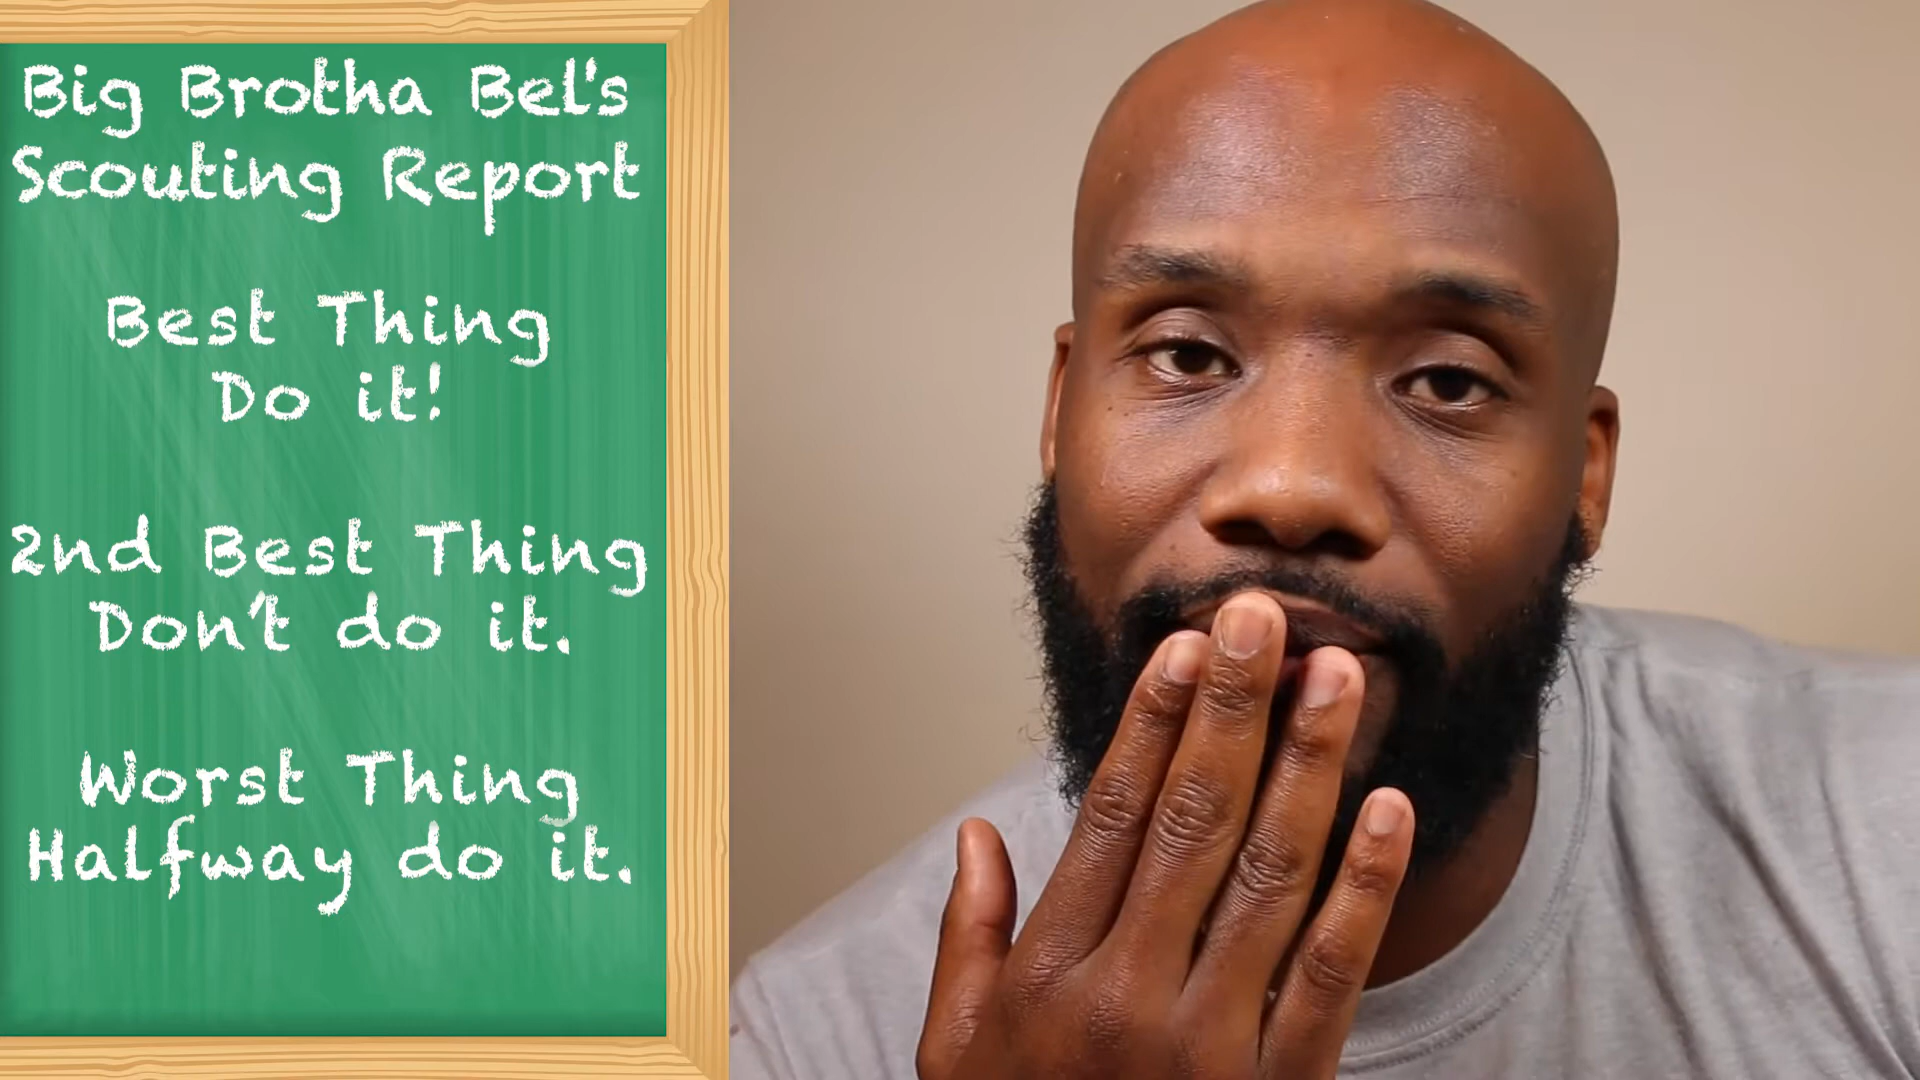 Big Brotha Bel's
Scouting Report
Best Thing
Do it!
2nd Best Thing
Don't do it.
Worst Thing
Halfway do it.